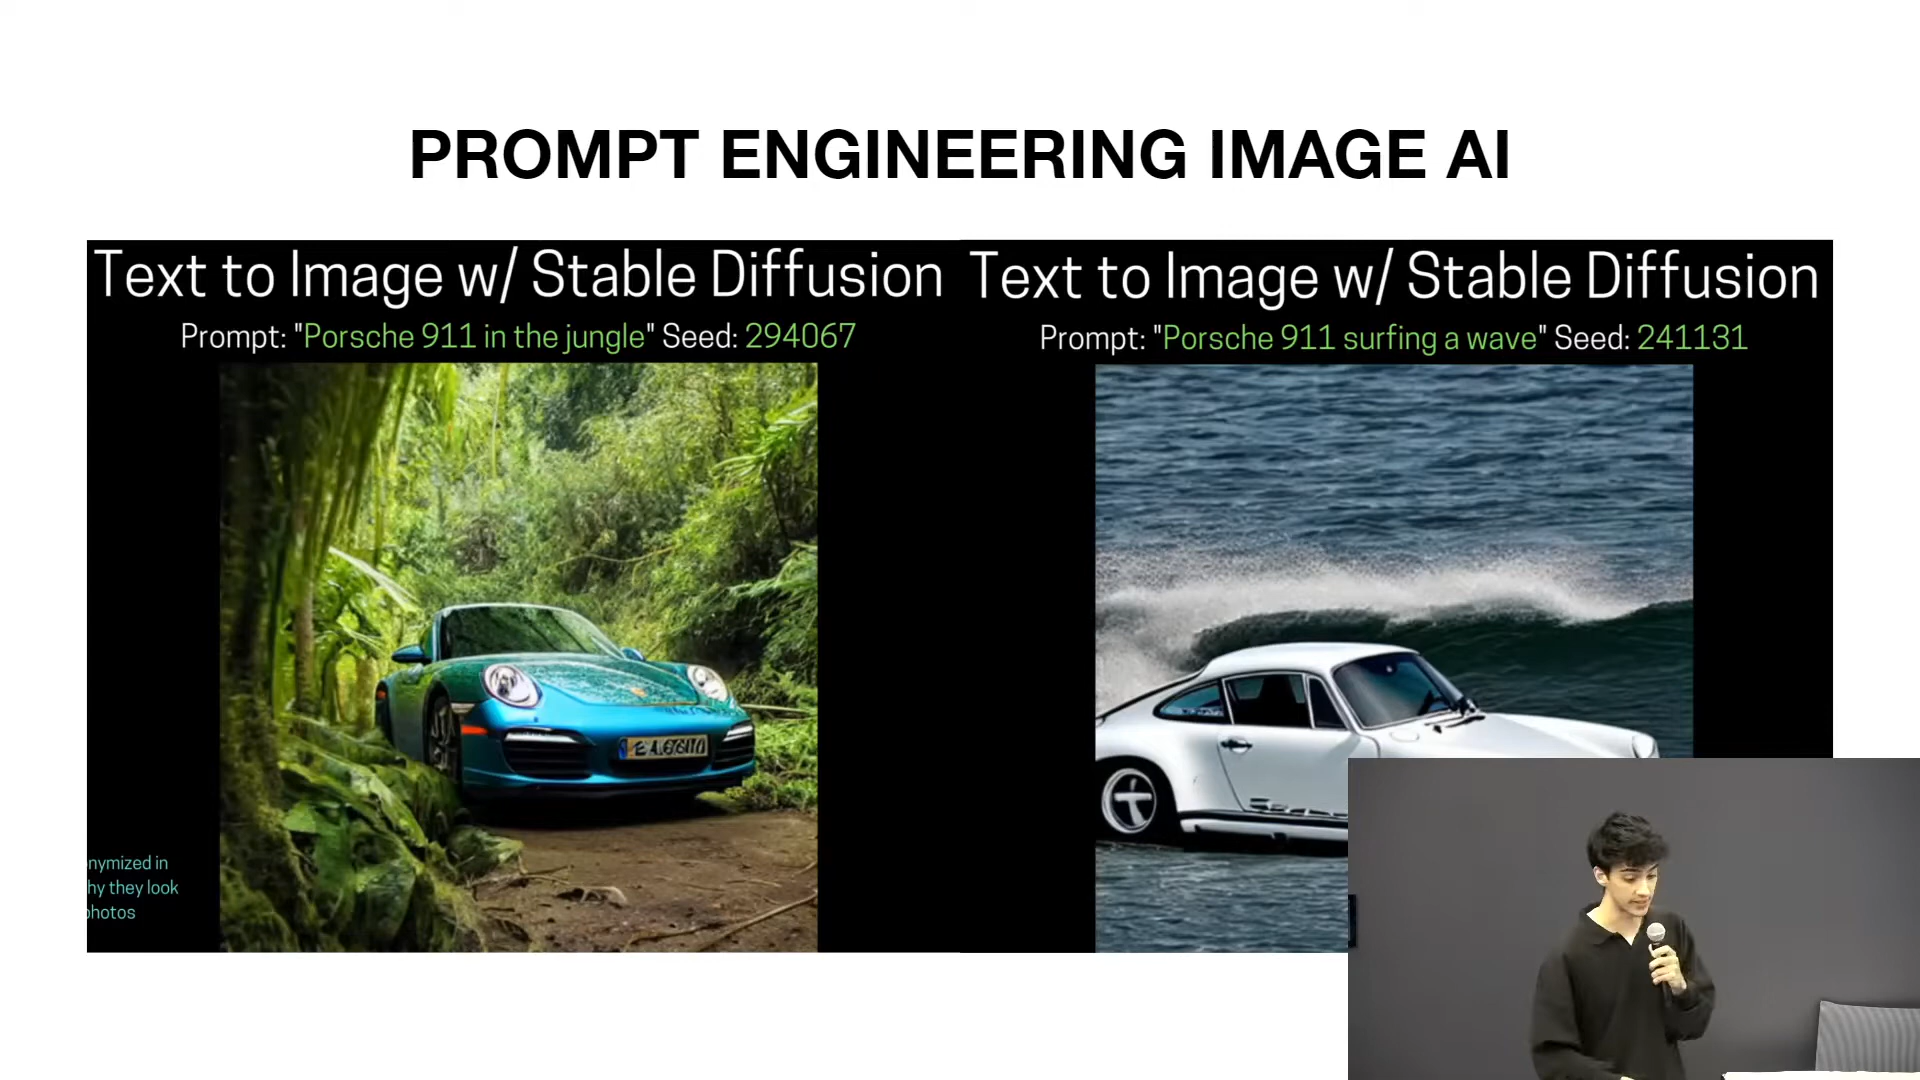 PROMPT ENGINEERING IMAGE AI
Text to Image w/ Stable Diffusion
Prompt: "Porsche 911 in the jungle" Seed: 294067
nymized in
hy they look
photos
Text to Image w/ Stable Diffusion
Prompt: "Porsche 911 surfing a wave" Seed: 241131